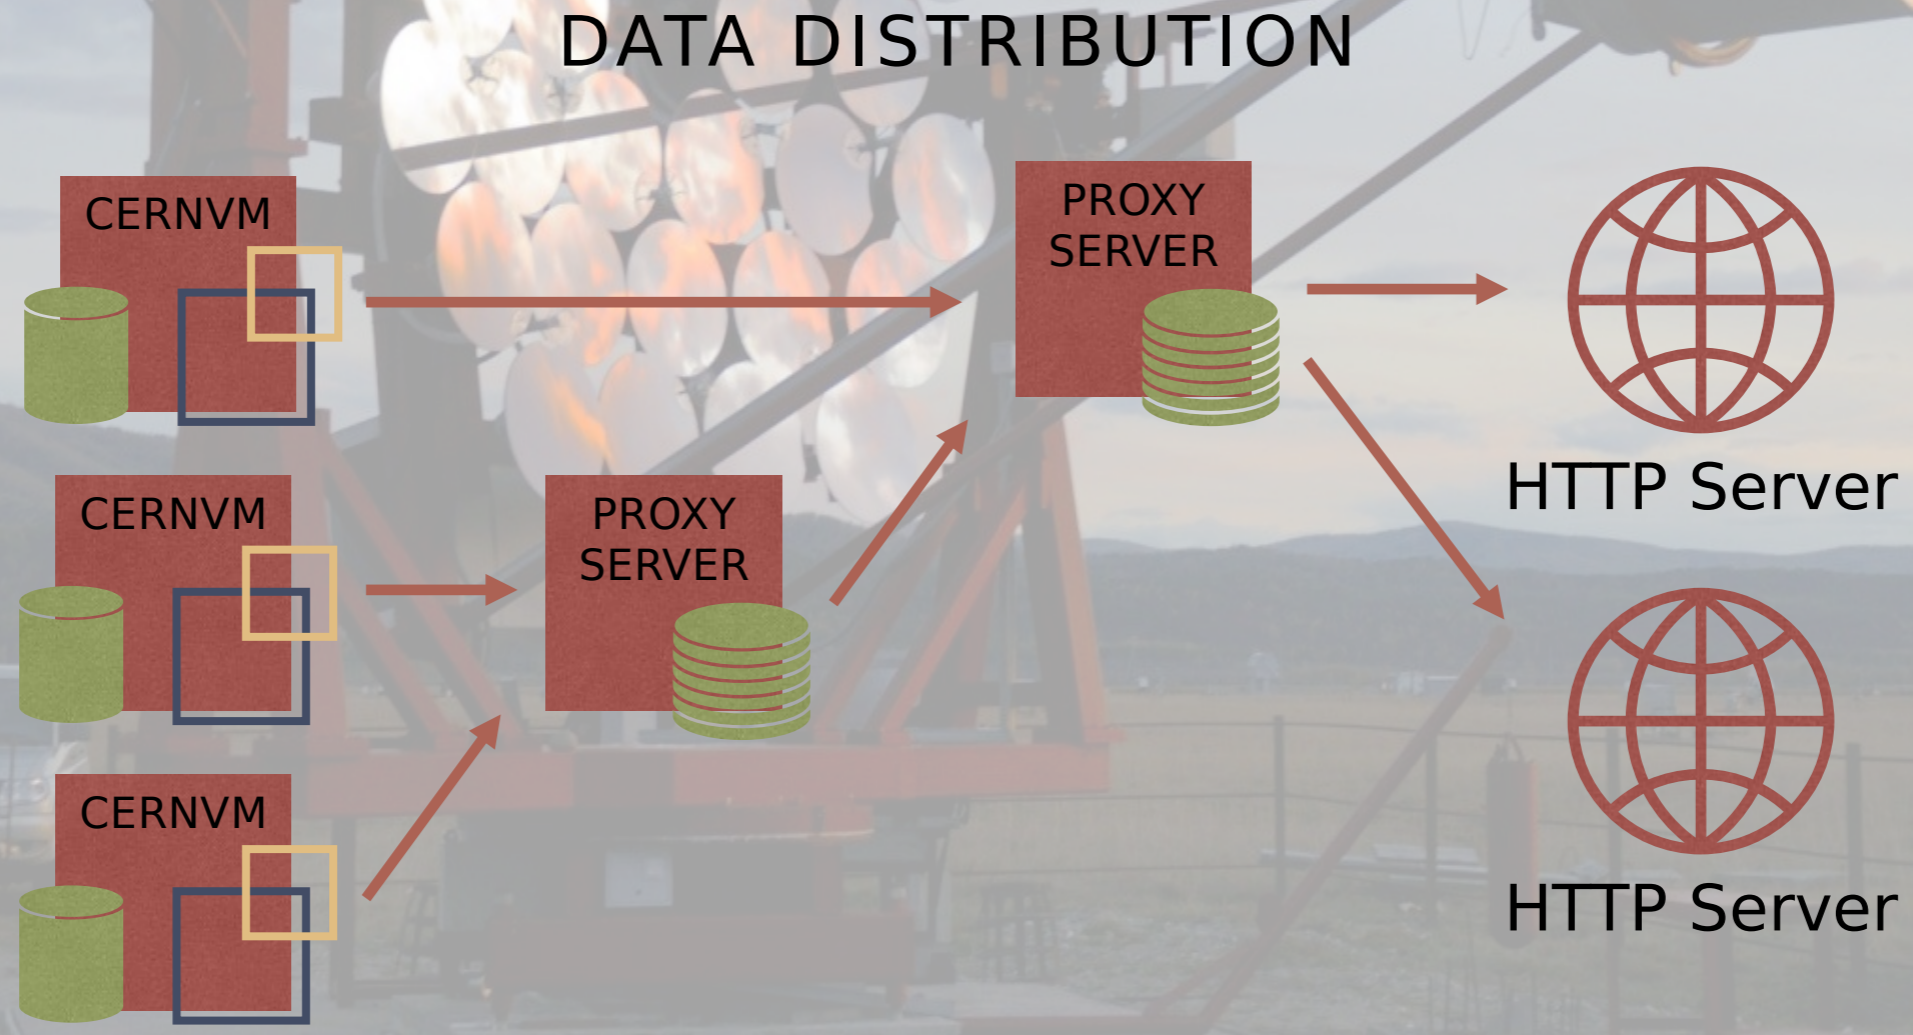 DATA DISTRIBUTION
CERNVM
PROXY
SERVER
HTTP Server
CERNVM
PROXY
SERVER
CERNVM
HTTP Server